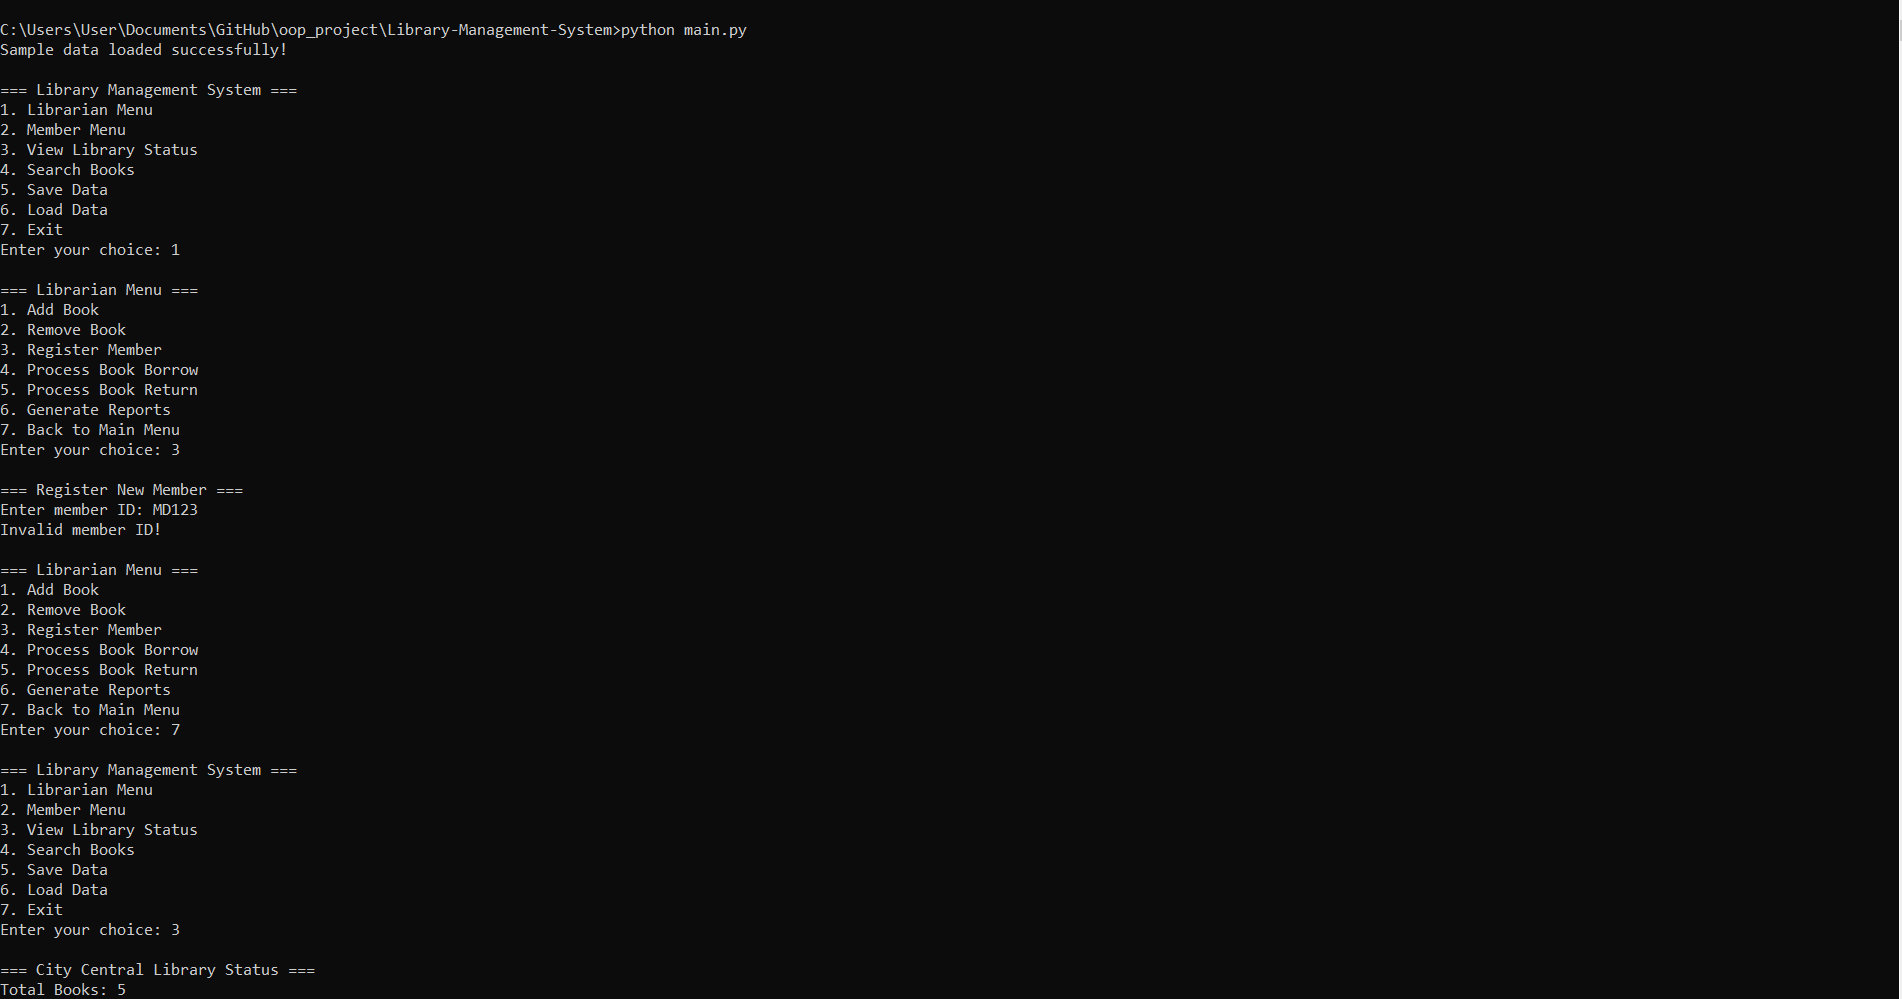 C:\Users\User\Documents\GitHub\oop_project\Library-Management-System>python main.py
Sample data loaded successfully!
=== Library Management System ===
1. Librarian Menu
2. Member Menu
3. View Library Status
4. Search Books
5. Save Data
6. Load Data
7. Exit
Enter your choice: 1
=== Librarian Menu ===
1. Add Book
2. Remove Book
3. Register Member
4. Process Book Borrow
5. Process Book Return
6. Generate Reports
7. Back to Main Menu
Enter your choice: 3
=== Register New Member ===
Enter member ID: MD123
Invalid member ID!
=== Librarian Menu ===
1. Add Book
2. Remove Book
3. Register Member
4. Process Book Borrow
5. Process Book Return
6. Generate Reports
7. Back to Main Menu
Enter your choice: 7
=== Library Management System ===
1. Librarian Menu
2. Member Menu
3. View Library Status
4. Search Books
5. Save Data
6. Load Data
7. Exit
Enter your choice: 3
=== City Central Library Status ===
Total Books: 5